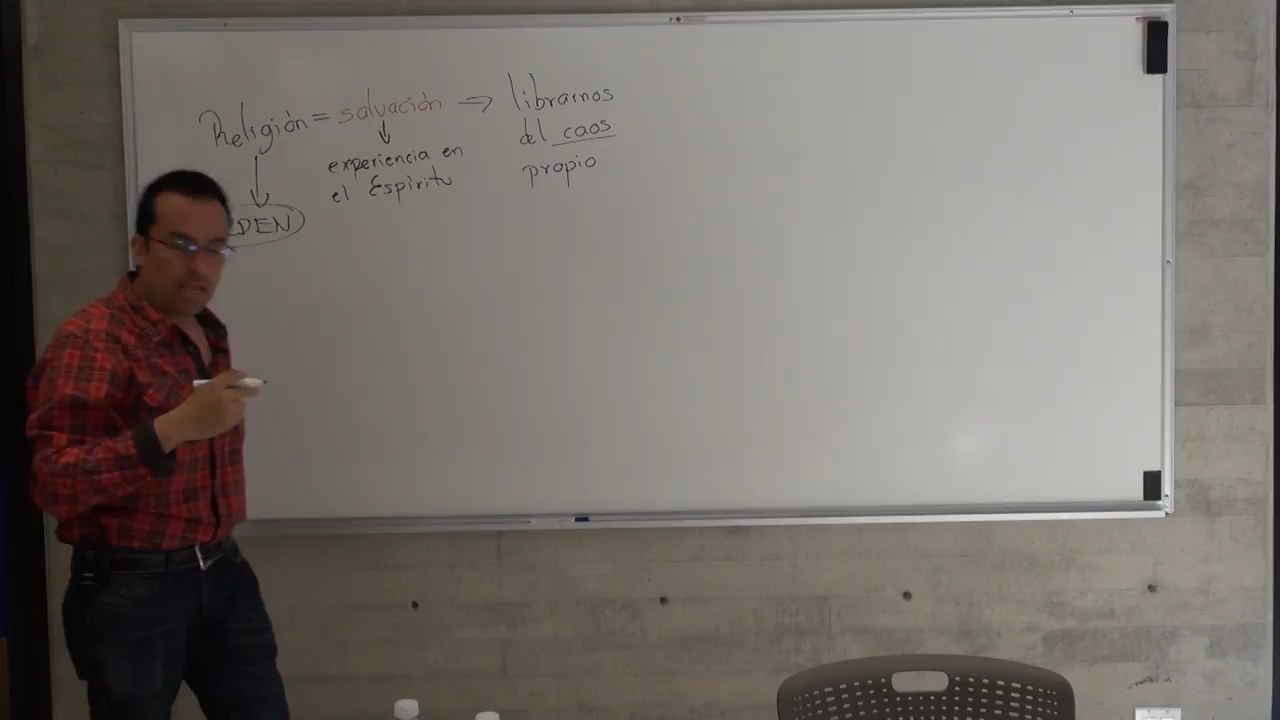 Religión = salvación => librarnos
del caos
propio
experiencia en
el Espíritu
DEN